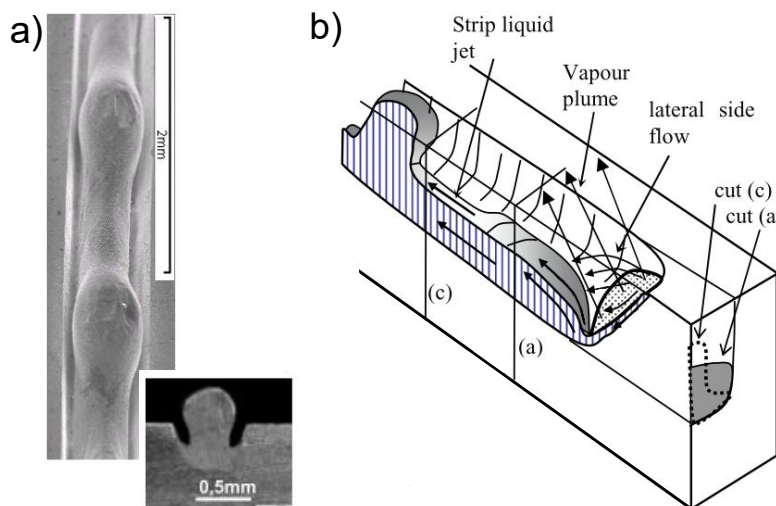 a)
2mm
0,5mm
b)
Strip liquid
jet
Vapour
plume
lateral side
flow
cut (c)
cut (a
(c)
(a)